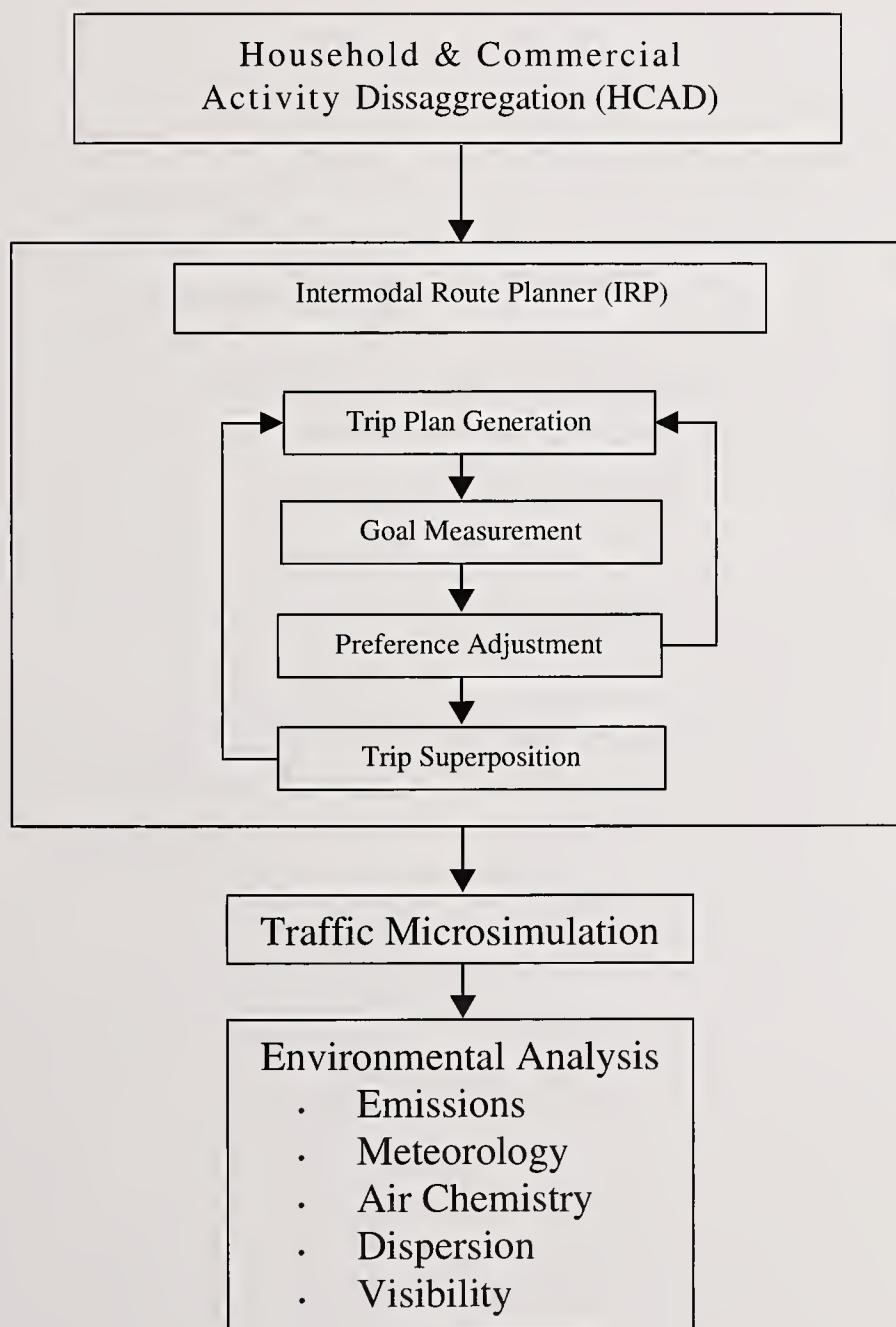 Household & Commercial
Activity Dissaggregation (HCAD)
Intermodal Route Planner (IRP)
Trip Plan Generation
Goal Measurement
Preference Adjustment
Trip Superposition
Traffic Microsimulation
Environmental Analysis
· Emissions
· Meteorology
· Air Chemistry
· Dispersion
· Visibility